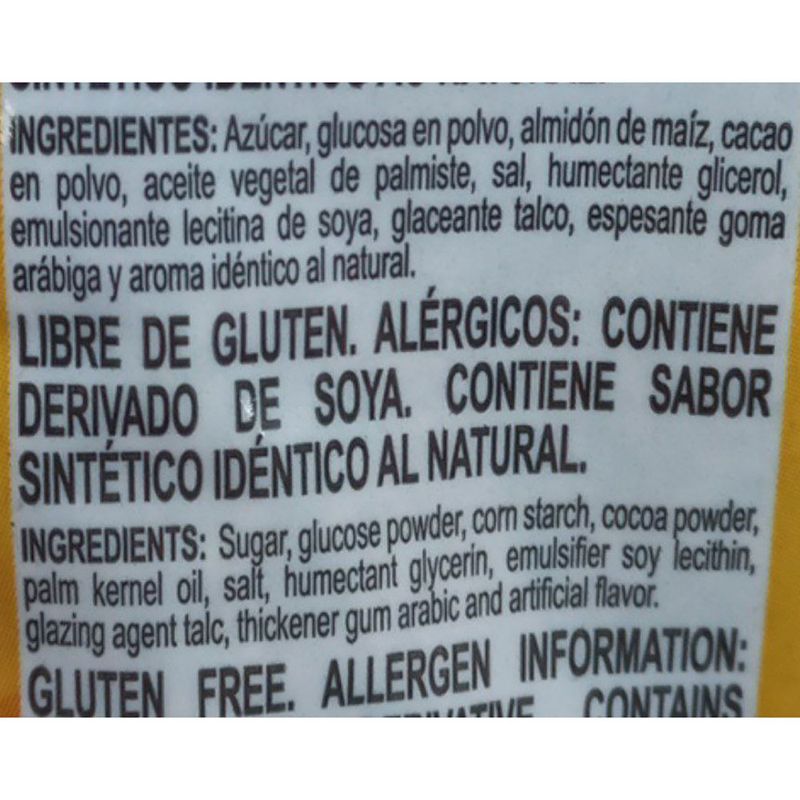 INGREDIENTES: Azúcar, glucosa en polvo, almidón de maíz, cacao
en polvo, aceite vegetal de palmiste, sal, humectante glicerol,
emulsionante lecitina de soya, glaceante talco, espesante goma
arábiga y aroma idéntico al natural.
LIBRE DE GLUTEN. ALÉRGICOS: CONTIENE
DERIVADO DE SOYA. CONTIENE SABOR
SINTÉTICO IDÉNTICO AL NATURAL.
INGREDIENTS: Sugar, glucose powder, corn starch, cocoa powder,
palm kernel oil, salt, humectant glycerin, emulsifier soy lecithin,
glazing agent talc, thickener gum arabic and artificial flavor.
GLUTEN FREE. ALLERGEN INFORMATION:
CONTAINS